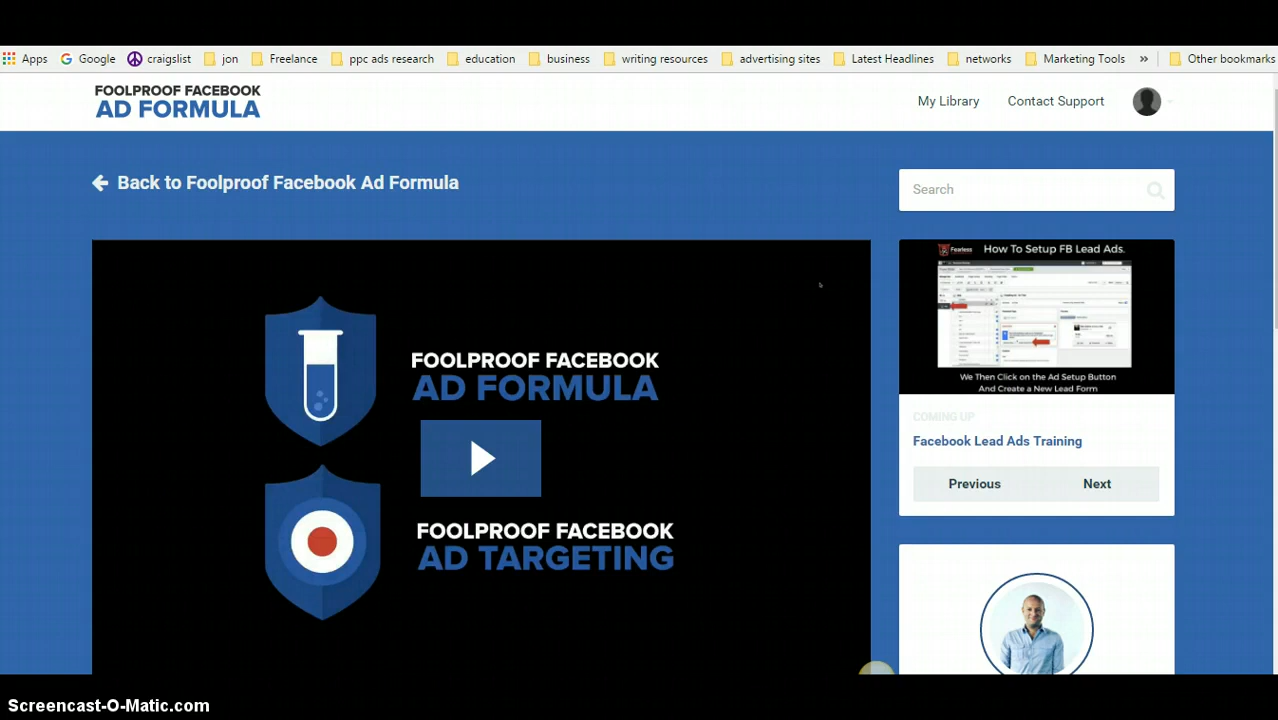 Apps Google craigslist jon Freelance ppc ads research education business writing resources advertising sites Latest Headlines networks Marketing Tools » Other bookmarks
FOOLPROOF FACEBOOK
AD FORMULA
My Library Contact Support
Back to Foolproof Facebook Ad Formula
Search
FOOLPROOF FACEBOOK
AD FORMULA
FOOLPROOF FACEBOOK
AD TARGETING
Fearless
How To Setup FB Lead Ads.
We Then Click on the Ad Setup Button
And Create a New Lead Form
COMING UP
Facebook Lead Ads Training
Previous Next
Screencast-O-Matic.com